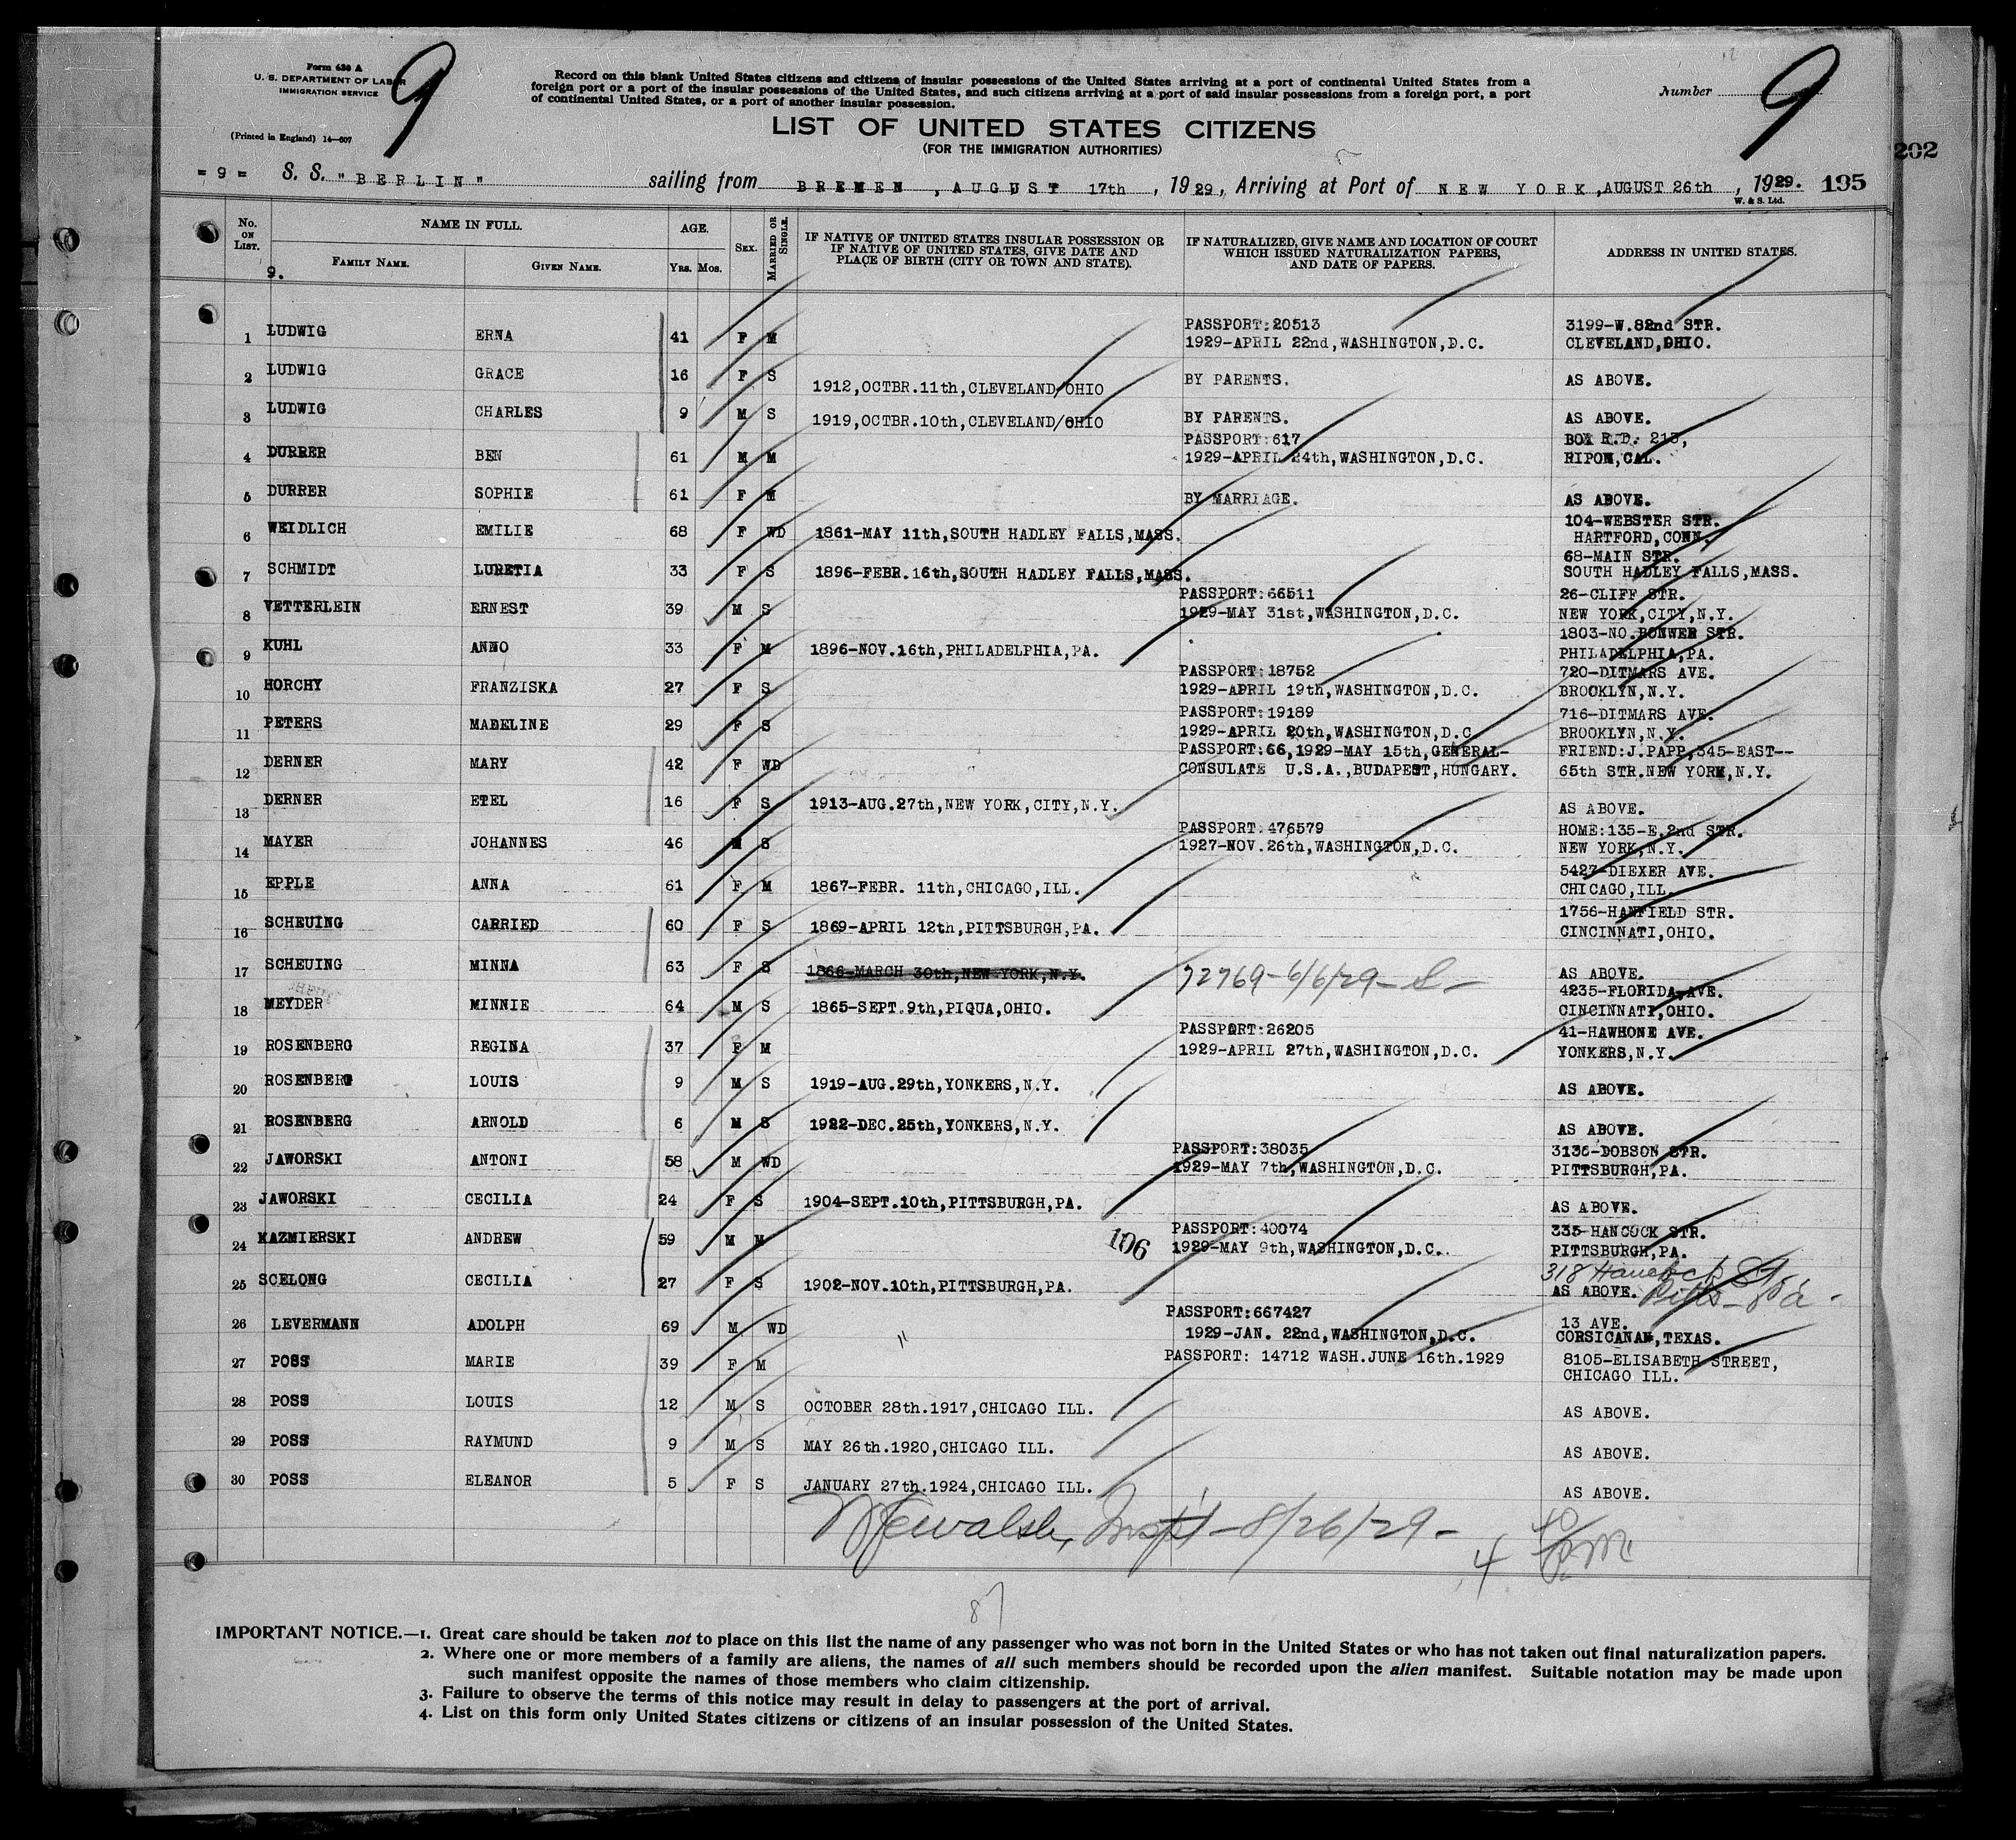 Form 630 A
U. S. DEPARTMENT OF LABOR
IMMIGRATION SERVICE
(Printed in England) 14—607
9
Record on this blank United States citizens and citizens of insular possessions of the United States arriving at a port of continental United States from a
foreign port or a port of the insular possessions of the United States, and such citizens arriving at a port of said insular possessions from a foreign port, a port
of continental United States, or a port of another insular possession.
Number 9
LIST OF UNITED STATES CITIZENS
(FOR THE IMMIGRATION AUTHORITIES)
202
= 9 = S. S. "BERLIN" sailing from BREMEN, AUGUST 17th, 1929, Arriving at Port of NEW YORK, AUGUST 26th, 1929. 195
W. & S. Ltd.
No. ON LIST. NAME IN FULL. AGE. SEX. MARRIED OR SINGLE. IF NATIVE OF UNITED STATES INSULAR POSSESSION OR IF NATIVE OF UNITED STATES, GIVE DATE AND PLACE OF BIRTH (CITY OR TOWN AND STATE). IF NATURALIZED, GIVE NAME AND LOCATION OF COURT WHICH ISSUED NATURALIZATION PAPERS, AND DATE OF PAPERS. ADDRESS IN UNITED STATES.
9. FAMILY NAME. GIVEN NAME. YRS. MOS.
1 LUDWIG ERNA 41 F M PASSPORT:20513 1929-APRIL 22nd,WASHINGTON,D.C. 3199-W.82nd STR. CLEVELAND,OHIO.
2 LUDWIG GRACE 16 F S 1912,OCTBR.11th,CLEVELAND/OHIO BY PARENTS. AS ABOVE.
3 LUDWIG CHARLES 9 M S 1919,OCTBR.10th,CLEVELAND/OHIO BY PARENTS. AS ABOVE.
4 DURRER BEN 61 M M PASSPORT:617 1929-APRIL 24th,WASHINGTON,D.C. BOX R.D. 213, RIPON,CAL.
5 DURRER SOPHIE 61 F M BY MARRIAGE. AS ABOVE.
6 WEIDLICH EMILIE 68 F WD 1861-MAY 11th,SOUTH HADLEY FALLS,MASS. 104-WEBSTER STR. HARTFORD,CONN.
7 SCHMIDT LURETIA 33 F S 1896-FEBR.16th,SOUTH HADLEY FALLS,MASS. 68-MAIN STR. SOUTH HADLEY FALLS,MASS.
8 VETTERLEIN ERNEST 39 M S PASSPORT:66511 1929-MAY 31st,WASHINGTON,D.C. 26-CLIFF STR. NEW YORK,CITY,N.Y.
9 KUHL ANNO 33 F M 1896-NOV.16th,PHILADELPHIA,PA. 1803-NO.BONWER STR. PHILADELPHIA,PA.
10 HORCHY FRANZISKA 27 F S PASSPORT:18752 1929-APRIL 19th,WASHINGTON,D.C. 720-DITMARS AVE. BROOKLYN,N.Y.
11 PETERS MADELINE 29 F S PASSPORT:19189 1929-APRIL 20th,WASHINGTON,D.C 716-DITMARS AVE. BROOKLYN,N.Y.
12 DERNER MARY 42 F WD PASSPORT:66,1929-MAY 15th,GENERAL- CONSULATE U.S.A.,BUDAPEST,HUNGARY. FRIEND:J.PAPP,345-EAST-- 65th STR.NEW YORK,N.Y.
13 DERNER ETEL 16 F S 1913-AUG.27th,NEW YORK,CITY,N.Y. AS ABOVE.
14 MAYER JOHANNES 46 M S PASSPORT:476579 1927-NOV.26th,WASHINGTON,D.C. HOME:135-E.2nd STR. NEW YORK,N.Y.
15 EPPLE ANNA 61 F M 1867-FEBR. 11th,CHICAGO,ILL. 5427-DIEXER AVE. CHICAGO,ILL.
16 SCHEUING CARRIED 60 F S 1869-APRIL 12th,PITTSBURGH,PA. 1756-HANFIELD STR. CINCINNATI,OHIO.
17 SCHEUING MINNA 63 F S 1866-MARCH 30th,NEW YORK,N.Y. 72769-6/6/29-S- AS ABOVE.
18 MEYDER MINNIE 64 M S 1865-SEPT.9th,PIQUA,OHIO. 4235-FLORIDA-AVE. CINCINNATI,OHIO.
19 ROSENBERG REGINA 37 F M PASSPORT:26205 1929-APRIL 27th,WASHINGTON,D.C. 41-HAWHONE AVE. YONKERS,N.Y.
20 ROSENBERG LOUIS 9 M S 1919-AUG.29th,YONKERS,N.Y. AS ABOVE.
21 ROSENBERG ARNOLD 6 M S 1922-DEC.25th,YONKERS,N.Y. AS ABOVE.
22 JAWORSKI ANTONI 58 M WD PASSPORT:38035 1929-MAY 7th,WASHINGTON,D.C. 3136-DOBSON STR. PITTSBURGH,PA.
23 JAWORSKI CECILIA 24 F S 1904-SEPT.10th,PITTSBURGH,PA. AS ABOVE.
24 KAZMIERSKI ANDREW 59 M M 106 PASSPORT:40074 1929-MAY 9th,WASHINGTON,D.C. 335-HANCOCK STR. PITTSBURGH,PA.
25 SCELONG CECILIA 27 F S 1902-NOV.10th,PITTSBURGH,PA. 318 Hancock St AS ABOVE. Pitts- Pa-
26 LEVERMANN ADOLPH 69 M WD " PASSPORT:667427 1929-JAN. 22nd,WASHINGTON,D.C. 13 AVE. CORSICANAN,TEXAS.
27 POSS MARIE 39 F M PASSPORT: 14712 WASH.JUNE 16th.1929 8105-ELISABETH STREET, CHICAGO ILL.
28 POSS LOUIS 12 M S OCTOBER 28th.1917,CHICAGO ILL. AS ABOVE.
29 POSS RAYMUND 9 M S MAY 26th.1920,CHICAGO ILL. AS ABOVE.
30 POSS ELEANOR 5 F S JANUARY 27th.1924,CHICAGO ILL. AS ABOVE.
Inspt-8/26/29-
4 40
87
IMPORTANT NOTICE.—1. Great care should be taken not to place on this list the name of any passenger who was not born in the United States or who has not taken out final naturalization papers.
2. Where one or more members of a family are aliens, the names of all such members should be recorded upon the alien manifest. Suitable notation may be made upon
such manifest opposite the names of those members who claim citizenship.
3. Failure to observe the terms of this notice may result in delay to passengers at the port of arrival.
4. List on this form only United States citizens or citizens of an insular possession of the United States.